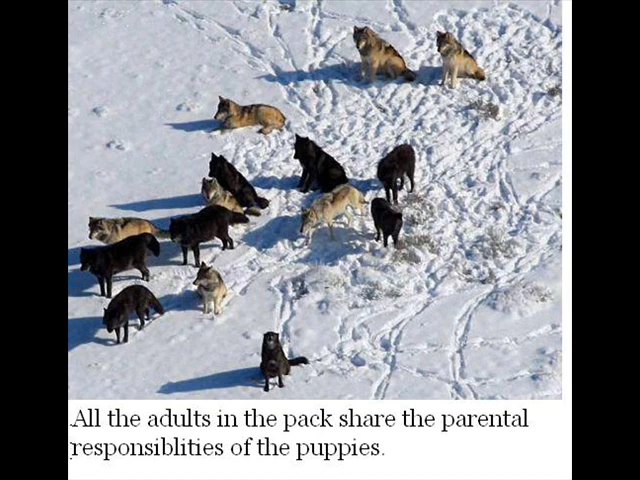 All the adults in the pack share the parental
responsiblities of the puppies.